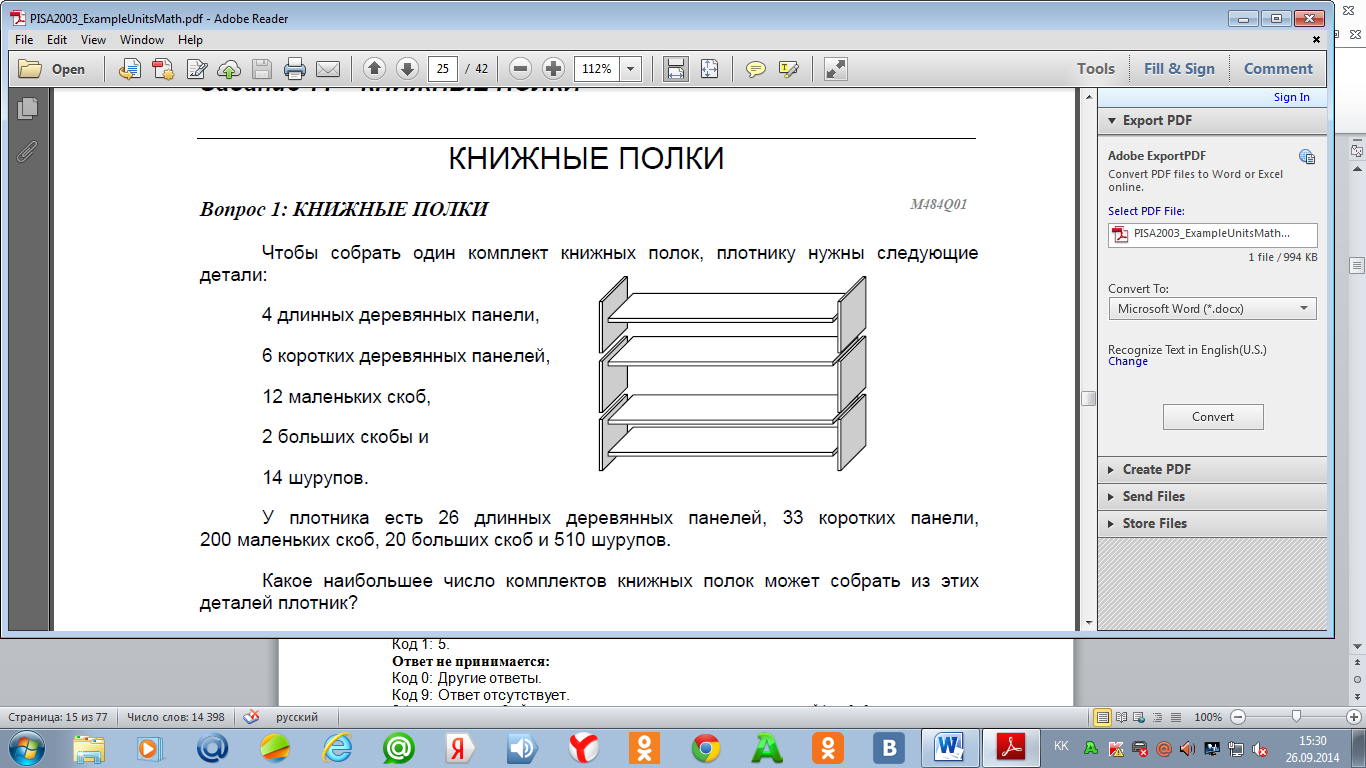 PISA2003_ExampleUnitsMath.pdf - Adobe Reader
File Edit View Window Help
Open 25 / 42 112% Tools Fill & Sign Comment
Sign In
КНИЖНЫЕ ПОЛКИ
Вопрос 1: КНИЖНЫЕ ПОЛКИ M484Q01
Чтобы собрать один комплект книжных полок, плотнику нужны следующие
детали:
4 длинных деревянных панели,
6 коротких деревянных панелей,
12 маленьких скоб,
2 больших скобы и
14 шурупов.
У плотника есть 26 длинных деревянных панелей, 33 коротких панели,
200 маленьких скоб, 20 больших скоб и 510 шурупов.
Какое наибольшее число комплектов книжных полок может собрать из этих
деталей плотник?
Export PDF
Adobe ExportPDF
Convert PDF files to Word or Excel
online.
Select PDF File:
PISA2003_ExampleUnitsMath...
1 file / 994 KB
Convert To:
Microsoft Word (*.docx)
Recognize Text in English(U.S.)
Change
Convert
Create PDF
Send Files
Store Files
Код 1: 5.
Ответ не принимается:
Код 0: Другие ответы.
Код 9: Ответ отсутствует.
Страница: 15 из 77 Число слов: 14 398 русский 100%
KK 15:30
26.09.2014